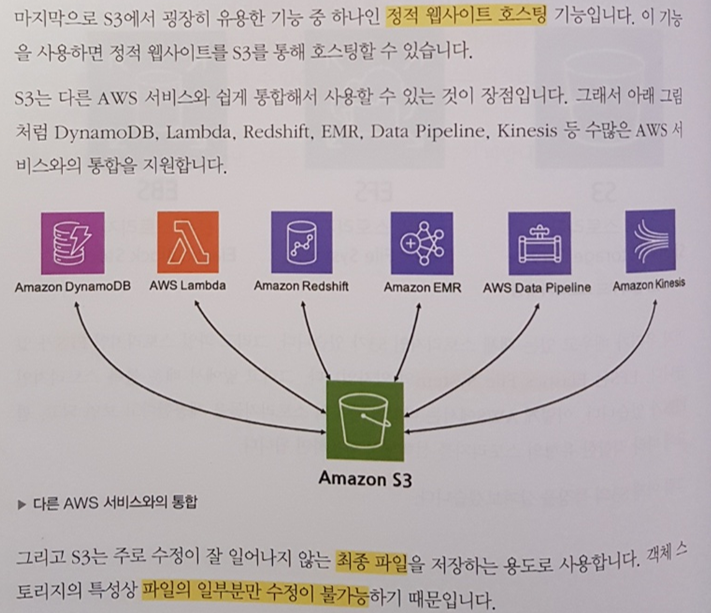 마지막으로 S3에서 굉장히 유용한 기능 중 하나인 정적 웹사이트 호스팅 기능입니다. 이 기능
을 사용하면 정적 웹사이트를 S3를 통해 호스팅할 수 있습니다.
S3는 다른 AWS 서비스와 쉽게 통합해서 사용할 수 있는 것이 장점입니다. 그래서 아래 그림
처럼 DynamoDB, Lambda, Redshift, EMR, Data Pipeline, Kinesis 등 수많은 AWS 서
비스와의 통합을 지원합니다.
Amazon DynamoDB AWS Lambda Amazon Redshift Amazon EMR AWS Data Pipeline Amazon Kinesis
Amazon S3
▶ 다른 AWS 서비스와의 통합
그리고 S3는 주로 수정이 잘 일어나지 않는 최종 파일을 저장하는 용도로 사용합니다. 객체 스
토리지의 특성상 파일의 일부분만 수정이 불가능하기 때문입니다.